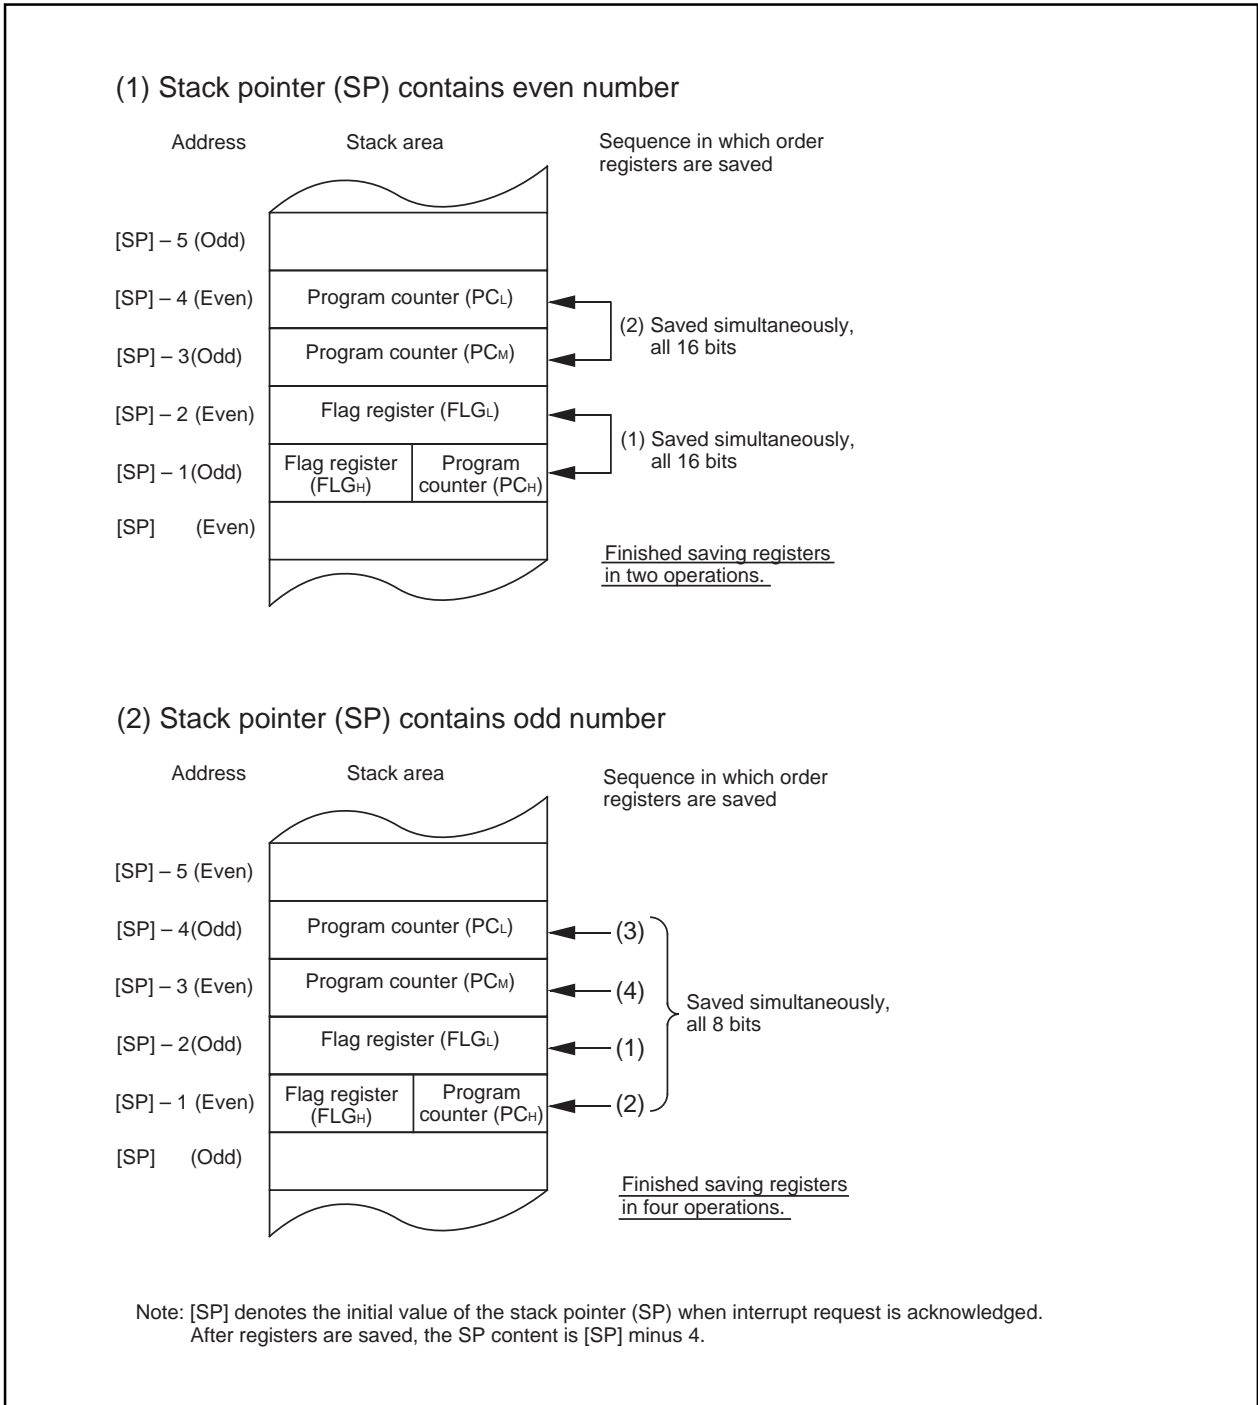 (1) Stack pointer (SP) contains even number
Address
Stack area
Sequence in which order
registers are saved
[SP] – 5 (Odd)
[SP] – 4 (Even)
Program counter (PCL)
[SP] – 3(Odd)
Program counter (PCM)
(2) Saved simultaneously,
all 16 bits
[SP] – 2 (Even)
Flag register (FLGL)
[SP] – 1(Odd)
Flag register
(FLGH)
Program
counter (PCH)
(1) Saved simultaneously,
all 16 bits
[SP] (Even)
Finished saving registers
in two operations.
(2) Stack pointer (SP) contains odd number
Address
Stack area
Sequence in which order
registers are saved
[SP] – 5 (Even)
[SP] – 4(Odd)
Program counter (PCL)
(3)
[SP] – 3 (Even)
Program counter (PCM)
(4)
Saved simultaneously,
all 8 bits
[SP] – 2(Odd)
Flag register (FLGL)
(1)
[SP] – 1 (Even)
Flag register
(FLGH)
Program
counter (PCH)
(2)
[SP] (Odd)
Finished saving registers
in four operations.
Note: [SP] denotes the initial value of the stack pointer (SP) when interrupt request is acknowledged.
After registers are saved, the SP content is [SP] minus 4.